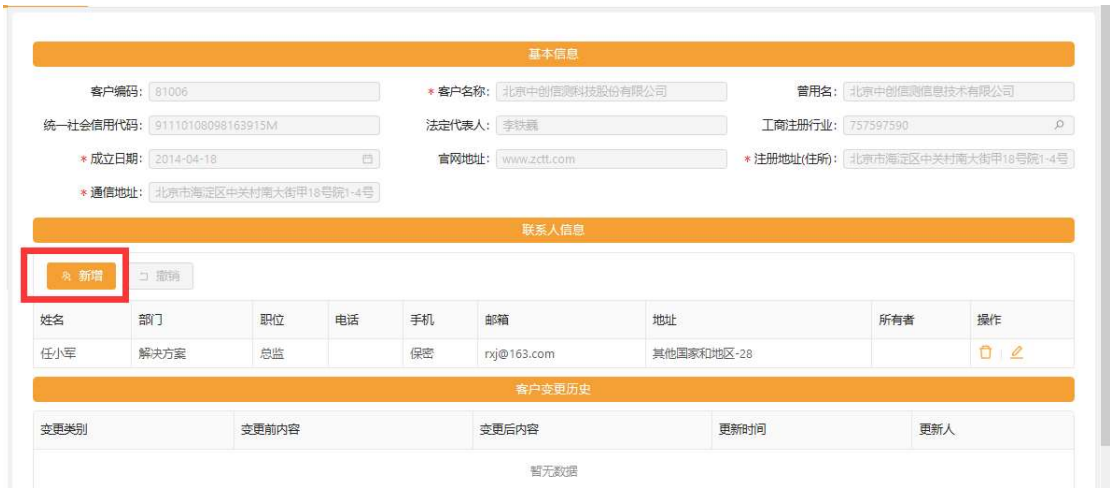 基本信息
客户编码: 81006 * 客户名称: 北京中创信测科技股份有限公司 曾用名: 北京中创信测信息技术有限公司
统一社会信用代码: 91110108098163915M 法定代表人: 李铁巍 工商注册行业: 757597590
* 成立日期: 2014-04-18 官网地址: www.zctt.com * 注册地址(住所): 北京市海淀区中关村南大街甲18号院1-4号
* 通信地址: 北京市海淀区中关村南大街甲18号院1-4号
联系人信息
新增 撤销
姓名 部门 职位 电话 手机 邮箱 地址 所有者 操作
任小军 解决方案 总监 保密 rxj@163.com 其他国家和地区-28
客户变更历史
变更类别 变更前内容 变更后内容 更新时间 更新人
暂无数据